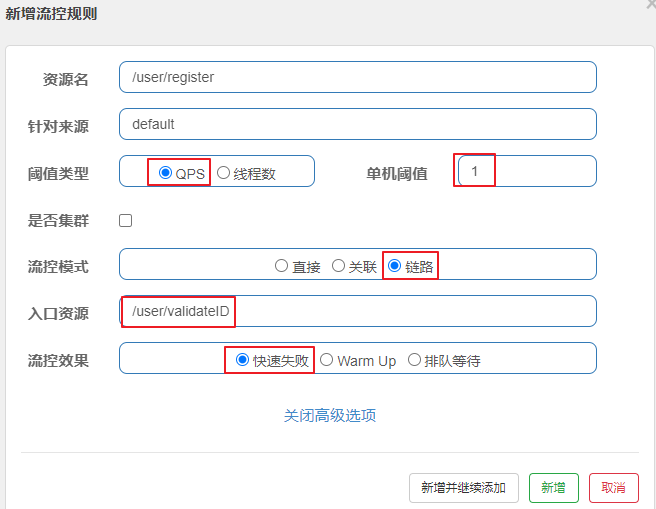 新增流控规则
资源名 /user/register
针对来源 default
阈值类型 QPS 线程数 单机阈值 1
是否集群
流控模式 直接 关联 链路
入口资源 /user/validateID
流控效果 快速失败 Warm Up 排队等待
关闭高级选项
新增并继续添加 新增 取消